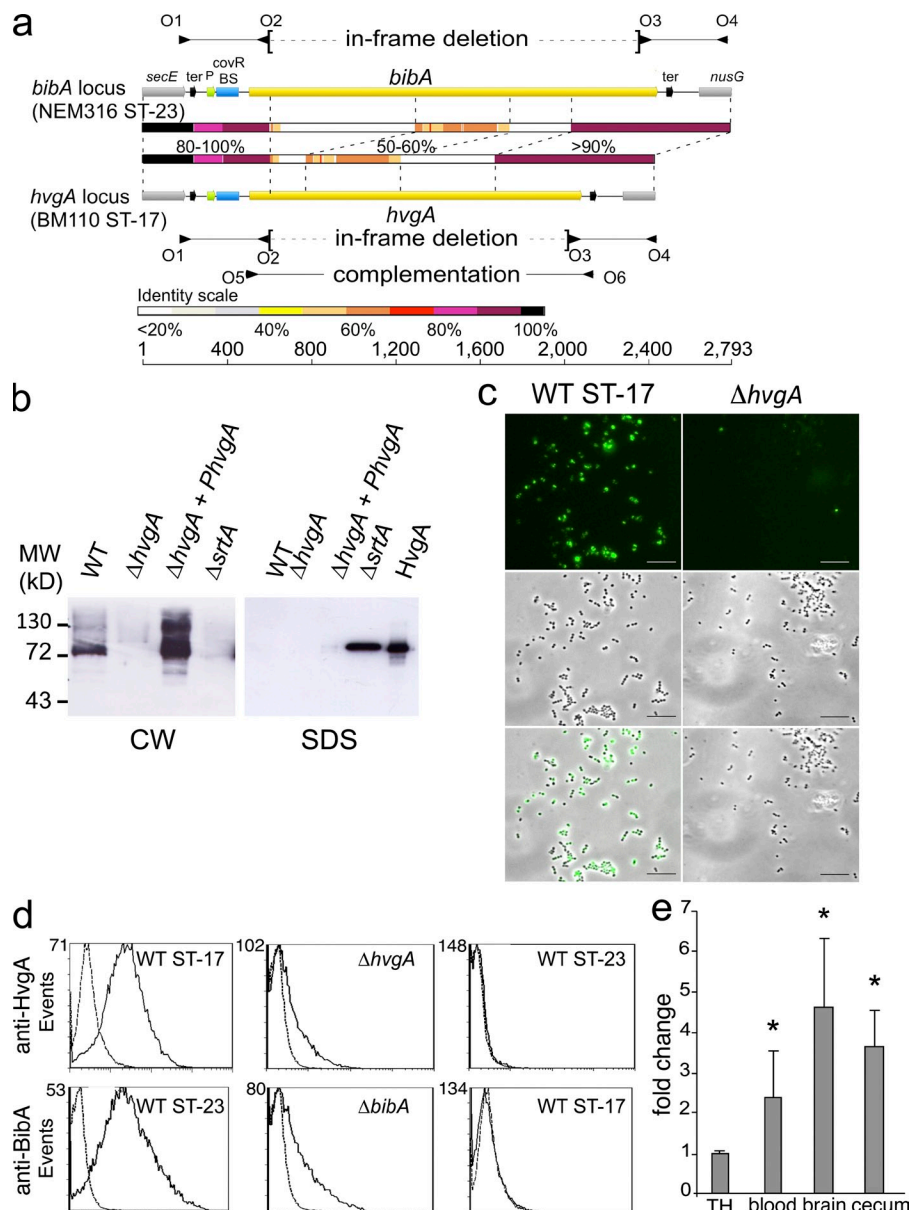 a
O1 O2 O3 O4
in-frame deletion
secE ter P covR BS bibA ter nusG
bibA locus
(NEM316 ST-23)
80-100% 50-60% >90%
hvgA locus
(BM110 ST-17)
hvgA
in-frame deletion
O1 O2 O3 O4
O5 complementation O6
Identity scale
<20% 40% 60% 80% 100%
1 400 800 1,200 1,600 2,000 2,400 2,793
b
MW
(kD)
WT ΔhvgA ΔhvgA + PhvgA ΔsrtA
WT ΔhvgA ΔhvgA + PhvgA ΔsrtA HvgA
130
72
43
CW SDS
c
WT ST-17 ΔhvgA
d
anti-HvgA
Events
71 WT ST-17
102 ΔhvgA
148 WT ST-23
anti-BibA
Events
53 WT ST-23
80 ΔbibA
134 WT ST-17
e
fold change
7
6
5
4
3
2
1
0
* * *
TH blood brain cecum